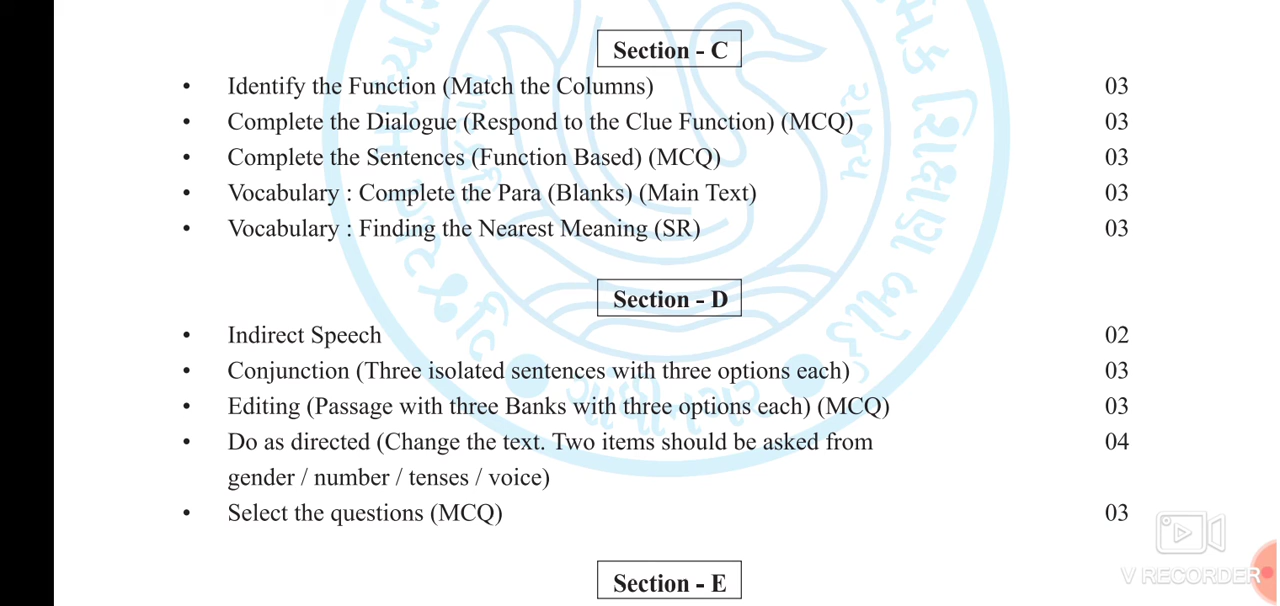 Section - C
• Identify the Function (Match the Columns) 03
• Complete the Dialogue (Respond to the Clue Function) (MCQ) 03
• Complete the Sentences (Function Based) (MCQ) 03
• Vocabulary : Complete the Para (Blanks) (Main Text) 03
• Vocabulary : Finding the Nearest Meaning (SR) 03
Section - D
• Indirect Speech 02
• Conjunction (Three isolated sentences with three options each) 03
• Editing (Passage with three Banks with three options each) (MCQ) 03
• Do as directed (Change the text. Two items should be asked from 04
gender / number / tenses / voice)
• Select the questions (MCQ) 03
Section - E
V RECORDER
ગાંધીનગર